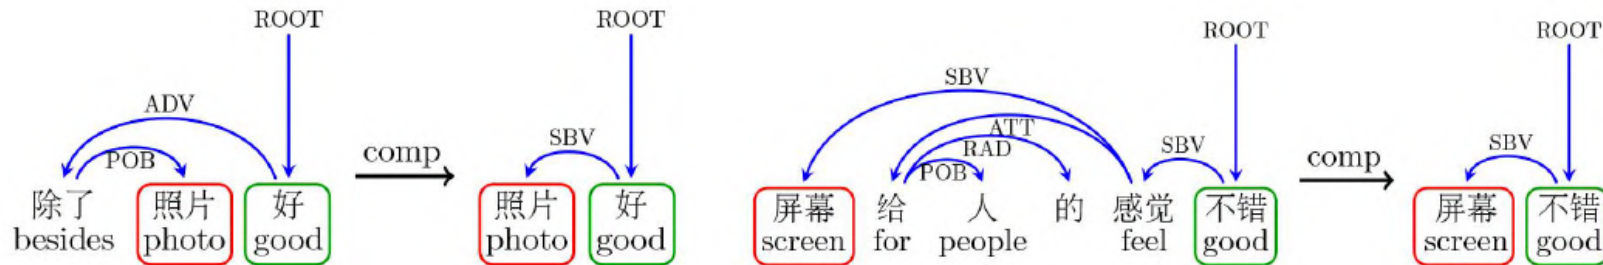 ROOT ROOT
ROOT ROOT
SBV
ADV
ATT
SBV SBV SBV
POB comp RAD comp
POB
除了 照片 好 照片 好 屏幕 给 人 的 感觉 不错 屏幕 不错
besides photo good photo good screen for people feel good screen good